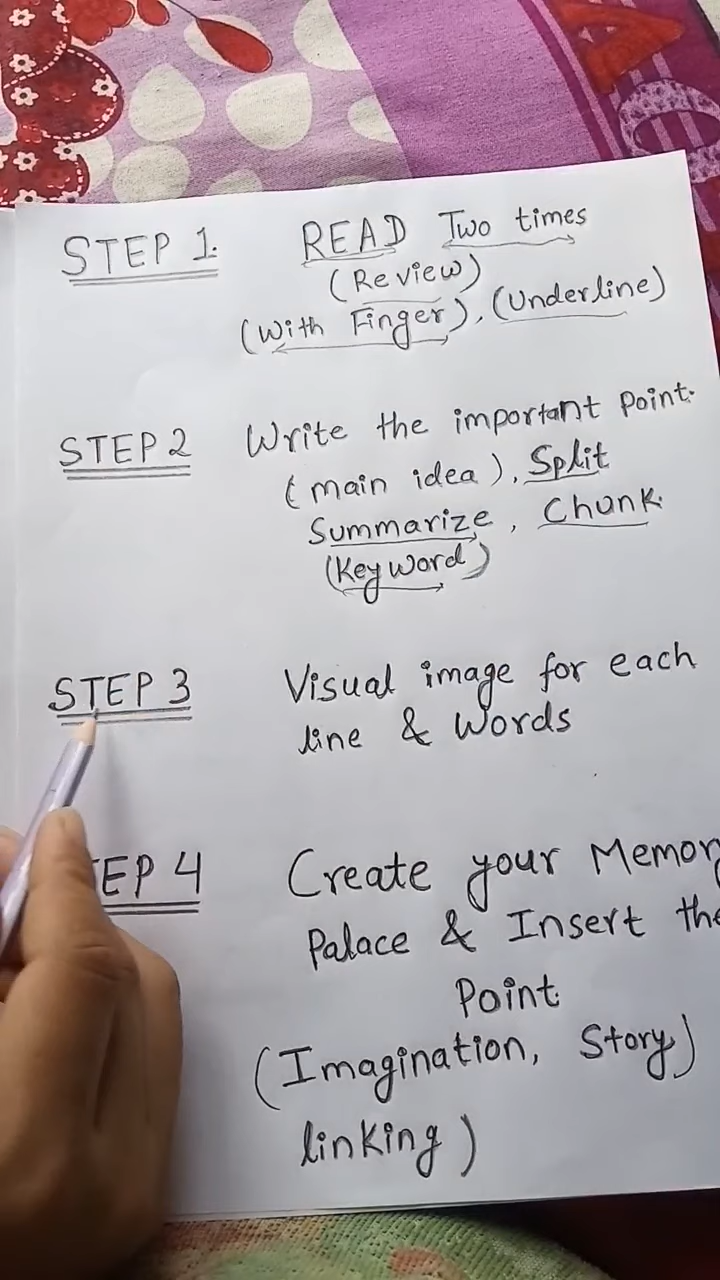 STEP 1. READ Two times
(Review)
(With Finger), (Underline)
STEP 2 Write the important Point.
(main idea), Split
Summarize, Chunk.
(Key word)
STEP 3 Visual image for each
line & Words
EP 4 Create your Memor
Palace & Insert the
Point.
(Imagination, Story)
linking)